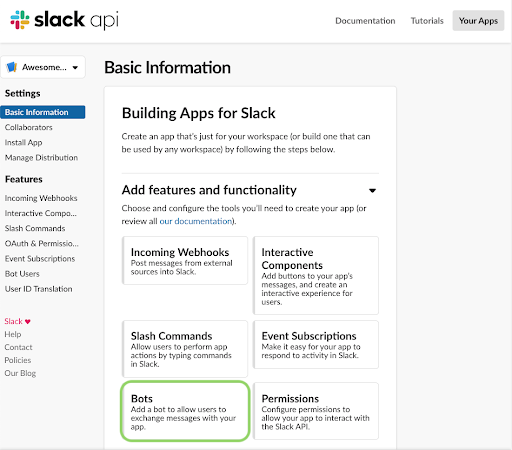 slack api
Documentation
Tutorials
Your Apps
Awesome...
Settings
Basic Information
Collaborators
Install App
Manage Distribution
Features
Incoming Webhooks
Interactive Compo...
Slash Commands
OAuth & Permissio...
Event Subscriptions
Bot Users
User ID Translation
Slack ♥
Help
Contact
Policies
Our Blog
Basic Information
Building Apps for Slack
Create an app that's just for your workspace (or build one that can
be used by any workspace) by following the steps below.
Add features and functionality
Choose and configure the tools you'll need to create your app (or
review all our documentation).
Incoming Webhooks
Post messages from external
sources into Slack.
Interactive
Components
Add buttons to your app's
messages, and create an
interactive experience for
users.
Slash Commands
Allow users to perform app
actions by typing commands
in Slack.
Event Subscriptions
Make it easy for your app to
respond to activity in Slack.
Bots
Add a bot to allow users to
exchange messages with your
app.
Permissions
Configure permissions to
allow your app to interact with
the Slack API.